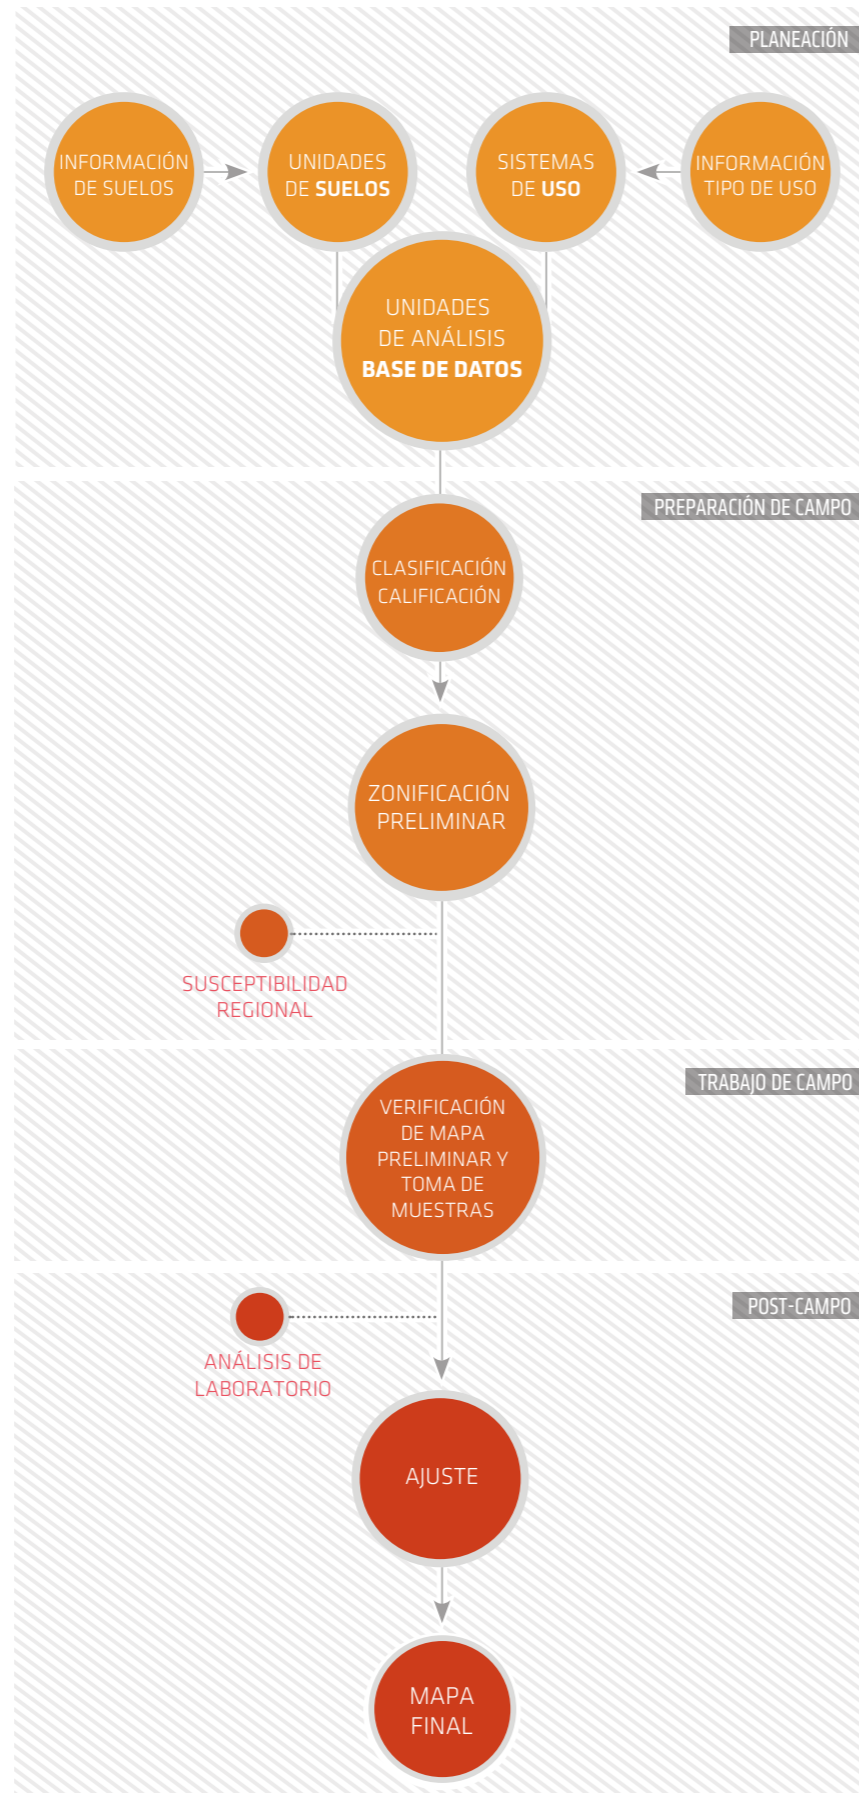 PLANEACIÓN
INFORMACIÓN
DE SUELOS
UNIDADES
DE SUELOS
SISTEMAS
DE USO
INFORMACIÓN
TIPO DE USO
UNIDADES
DE ANÁLISIS
BASE DE DATOS
PREPARACIÓN DE CAMPO
CLASIFICACIÓN
CALIFICACIÓN
ZONIFICACIÓN
PRELIMINAR
SUSCEPTIBILIDAD
REGIONAL
TRABAJO DE CAMPO
VERIFICACIÓN
DE MAPA
PRELIMINAR Y
TOMA DE
MUESTRAS
POST-CAMPO
ANÁLISIS DE
LABORATORIO
AJUSTE
MAPA
FINAL